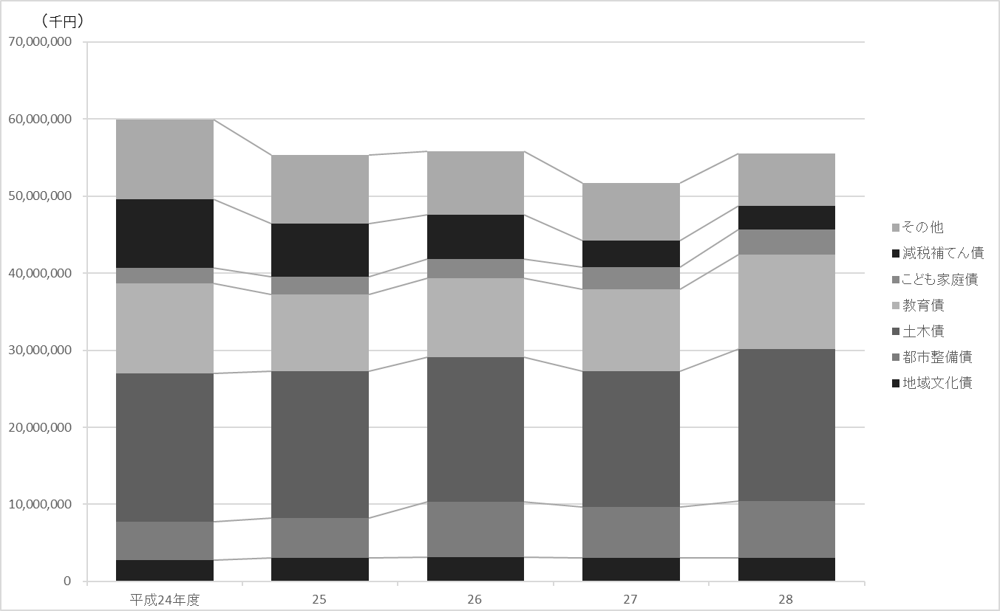 （千円）
70,000,000
60,000,000
50,000,000
40,000,000
30,000,000
20,000,000
10,000,000
0
平成24年度 25 26 27 28
その他
減税補てん債
こども家庭債
教育債
土木債
都市整備債
地域文化債